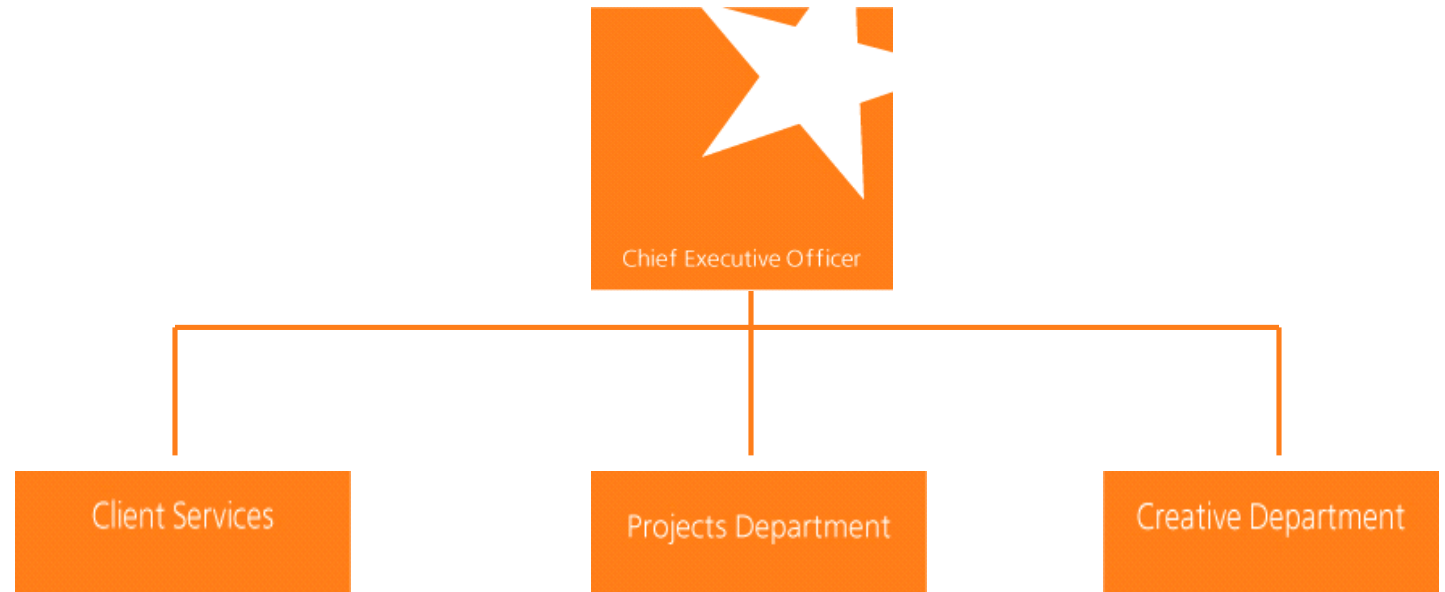 Chief Executive Officer
Client Services
Projects Department
Creative Department